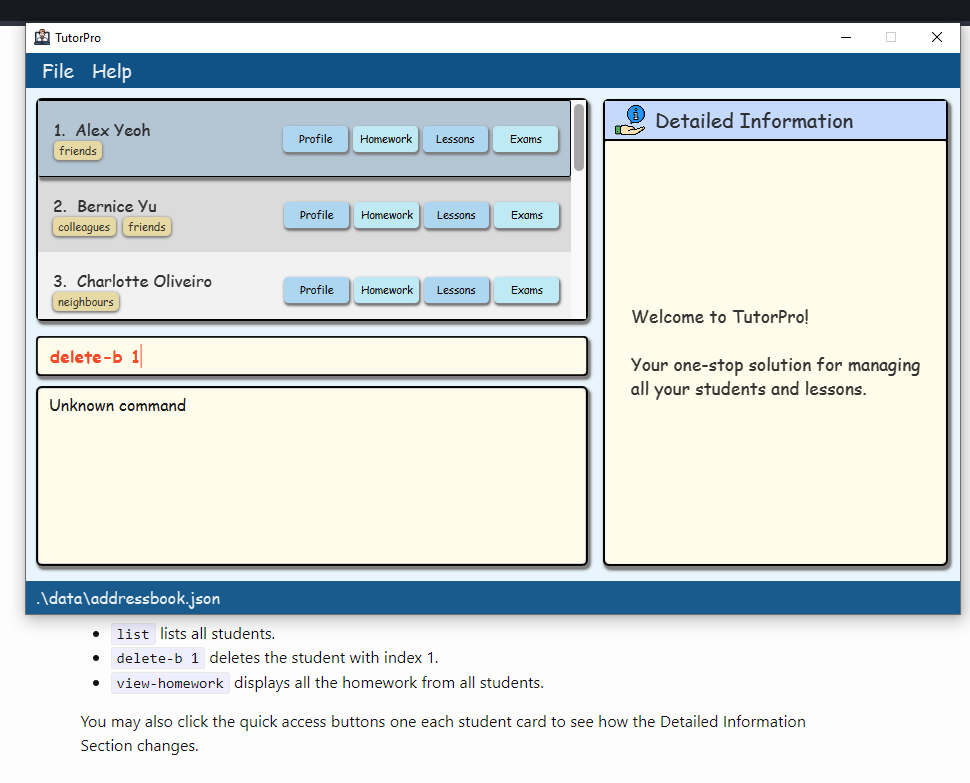 TutorPro
File Help
1. Alex Yeoh
friends
Profile Homework Lessons Exams
2. Bernice Yu
colleagues friends
Profile Homework Lessons Exams
3. Charlotte Oliveiro
neighbours
Profile Homework Lessons Exams
delete-b 1
Unknown command
Detailed Information
Welcome to TutorPro!
Your one-stop solution for managing
all your students and lessons.
.\data\addressbook.json
list lists all students.
delete-b 1 deletes the student with index 1.
view-homework displays all the homework from all students.
You may also click the quick access buttons one each student card to see how the Detailed Information
Section changes.